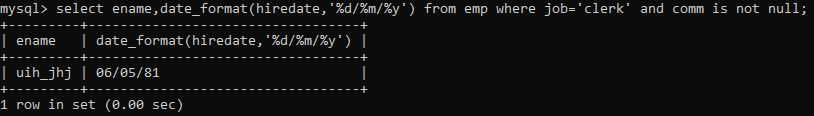 mysql> select ename,date_format(hiredate,'%d/%m/%y') from emp where job='clerk' and comm is not null;
+---------+----------------------------------+
| ename   | date_format(hiredate,'%d/%m/%y') |
+---------+----------------------------------+
| uih_jhj | 06/05/81                         |
+---------+----------------------------------+
1 row in set (0.00 sec)